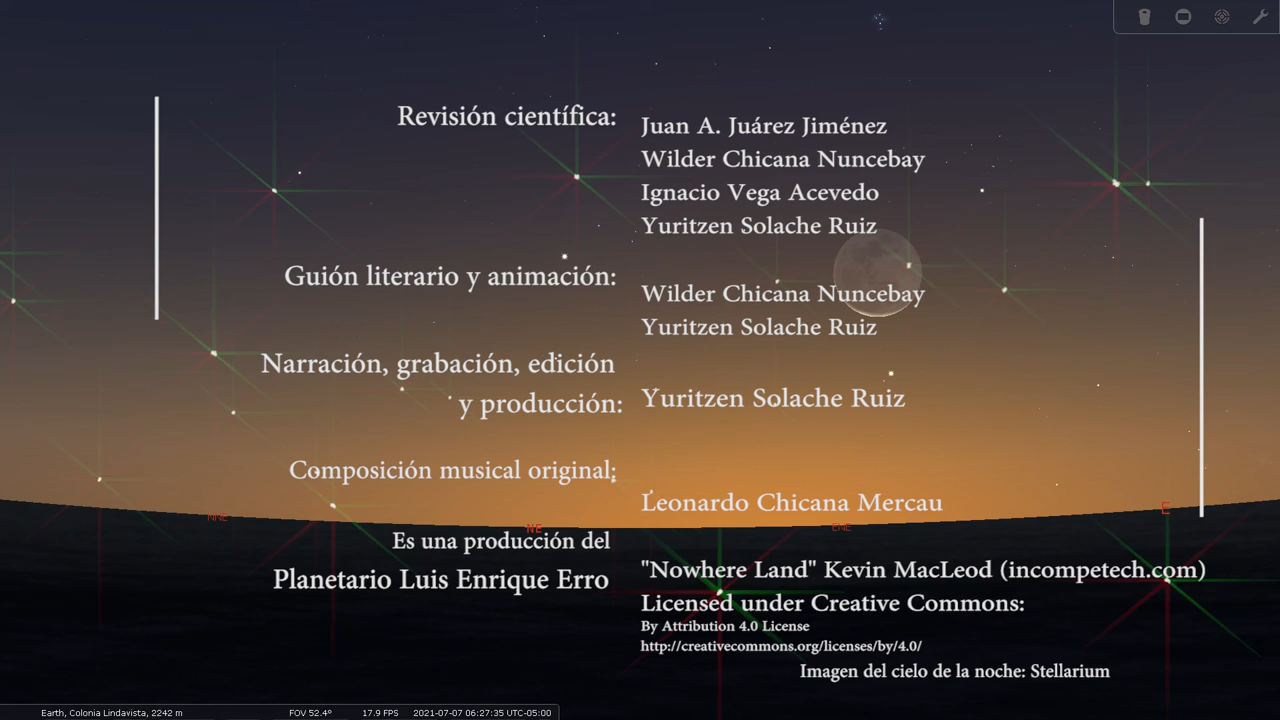 Revisión científica:
Juan A. Juárez Jiménez
Wilder Chicana Nuncebay
Ignacio Vega Acevedo
Yuritzen Solache Ruiz
Guión literario y animación:
Wilder Chicana Nuncebay
Yuritzen Solache Ruiz
Narración, grabación, edición
y producción:
Yuritzen Solache Ruiz
Composición musical original:
Leonardo Chicana Mercau
NNE
NE
ENE
E
Es una producción del
Planetario Luis Enrique Erro
"Nowhere Land" Kevin MacLeod (incompetech.com)
Licensed under Creative Commons:
By Attribution 4.0 License
http://creativecommons.org/licenses/by/4.0/
Imagen del cielo de la noche: Stellarium
Earth, Colonia Lindavista, 2242 m FOV 52.4° 17.9 FPS 2021-07-07 06:27:35 UTC-05:00